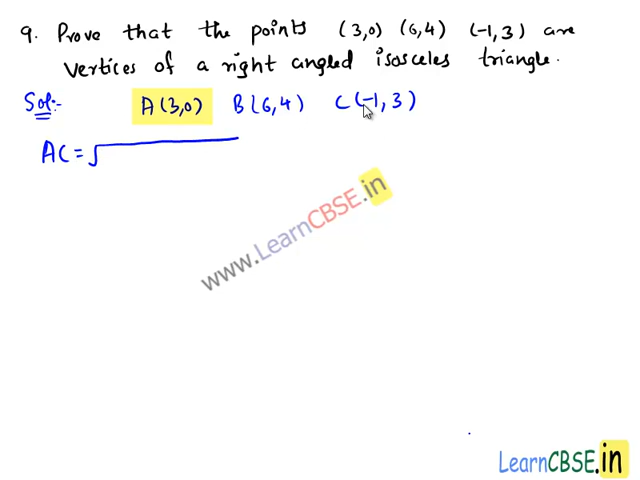 9. Prove that the points (3,0) (6,4) (-1,3) are
vertices of a right angled isosceles triangle.
Sol:- A(3,0) B(6,4) C(-1,3)
AC=√
www.LearnCBSE.in
LearnCBSE.in